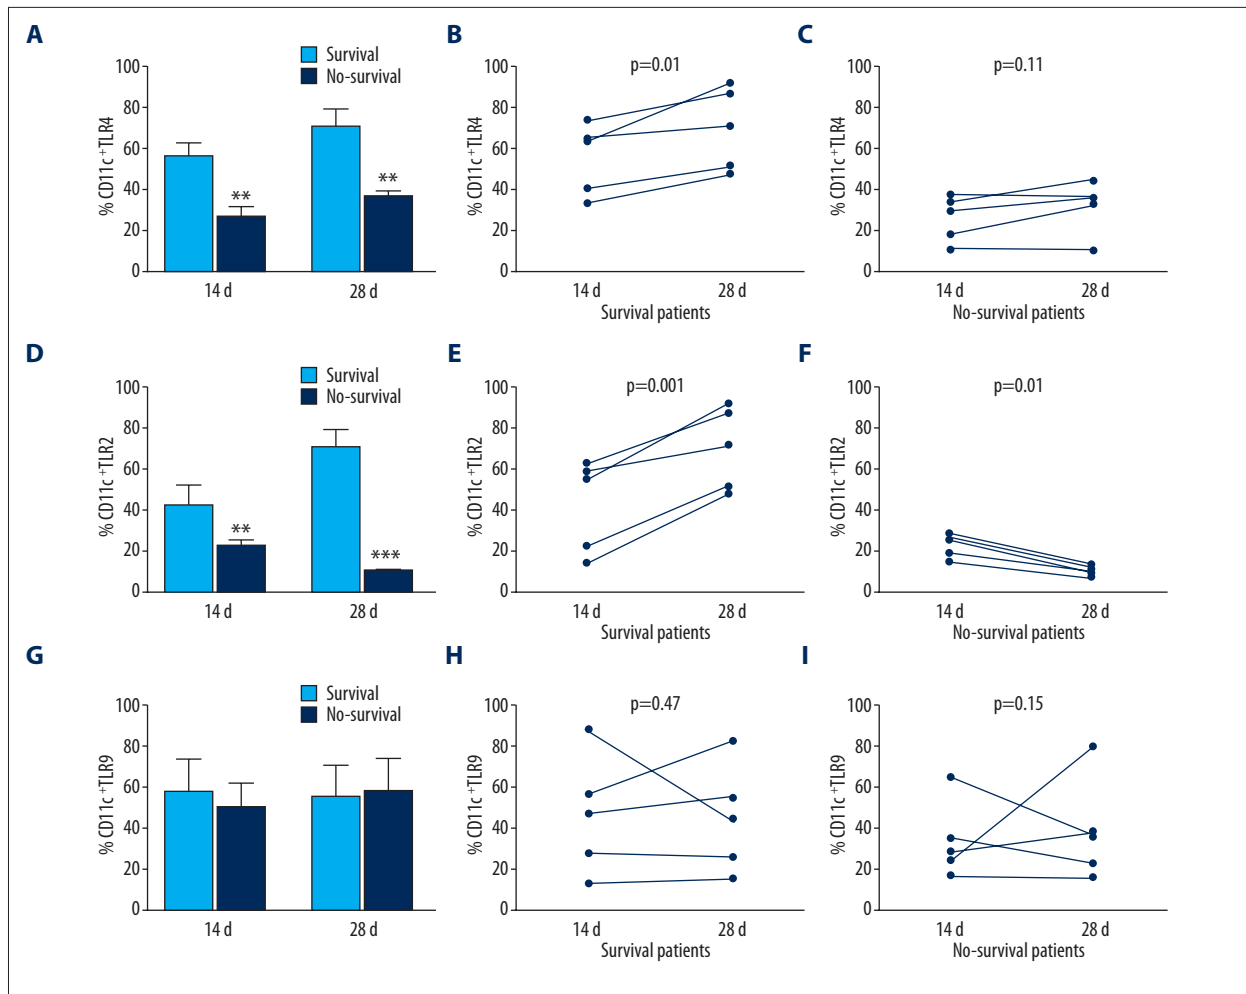 A
Survival
No-survival
% CD11c⁺TLR4
100
80
60
40
20
0
**
**
14 d
28 d
B
p=0.01
% CD11c⁺TLR4
100
80
60
40
20
0
14 d
28 d
Survival patients
C
p=0.11
% CD11c⁺TLR4
100
80
60
40
20
0
14 d
28 d
No-survival patients
D
Survival
No-survival
% CD11c⁺TLR2
100
80
60
40
20
0
**
***
14 d
28 d
E
p=0.001
% CD11c⁺TLR2
100
80
60
40
20
0
14 d
28 d
Survival patients
F
p=0.01
% CD11c⁺TLR2
100
80
60
40
20
0
14 d
28 d
No-survival patients
G
Survival
No-survival
% CD11c⁺TLR9
100
80
60
40
20
0
14 d
28 d
H
p=0.47
% CD11c⁺TLR9
100
80
60
40
20
0
14 d
28 d
Survival patients
I
p=0.15
% CD11c⁺TLR9
100
80
60
40
20
0
14 d
28 d
No-survival patients